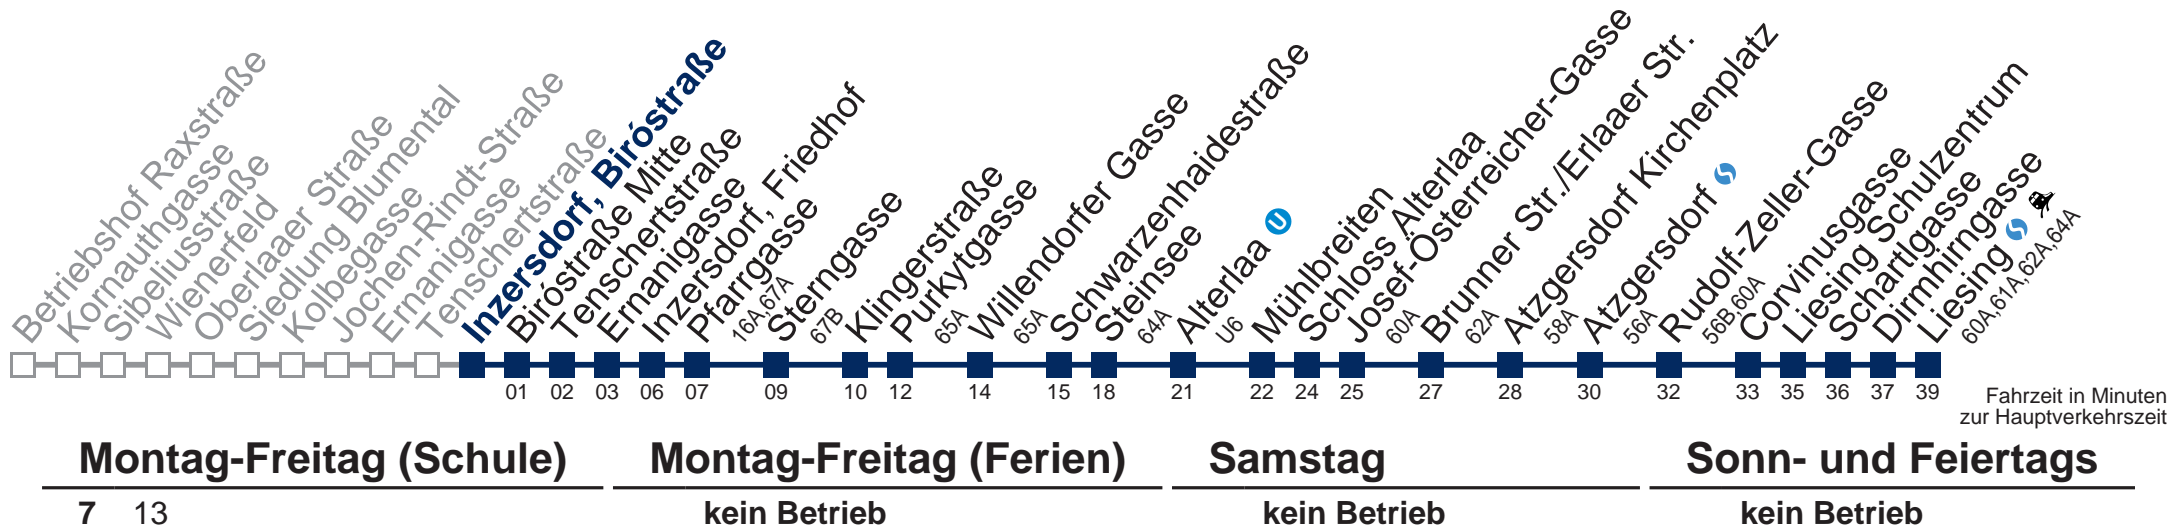 Betriebshof Raxstraße
Kornauthgasse
Sibeliusstraße
Wienerfeld
Oberlaaer Straße
Siedlung Blumental
Kolbegasse
Jochen-Rindt-Straße
Ernanigasse
Tenschertstraße
Inzersdorf, Biróstraße
Biróstraße Mitte
Tenschertstraße
Ernanigasse
Inzersdorf, Friedhof
Pfarrgasse
16A,67A
Sterngasse
67B
Klingerstraße
Purkytgasse
65A
Willendorfer Gasse
65A
Schwarzenhaidestraße
Steinsee
64A
Alterlaa U
U6
Mühlbreiten
Schloss Alterlaa
Josef-Österreicher-Gasse
60A
Brunner Str./Erlaaer Str.
62A
Atzgersdorf Kirchenplatz
58A
Atzgersdorf
56A
Rudolf-Zeller-Gasse
56B,60A
Corvinusgasse
Liesing Schulzentrum
Schartlgasse
Dirmhirngasse
Liesing
60A,61A,62A,64A
01 02 03 06 07 09 10 12 14 15 18 21 22 24 25 27 28 30 32 33 35 36 37 39
Fahrzeit in Minuten
zur Hauptverkehrszeit
Montag-Freitag (Schule) Montag-Freitag (Ferien) Samstag Sonn- und Feiertags
7 13 kein Betrieb kein Betrieb kein Betrieb